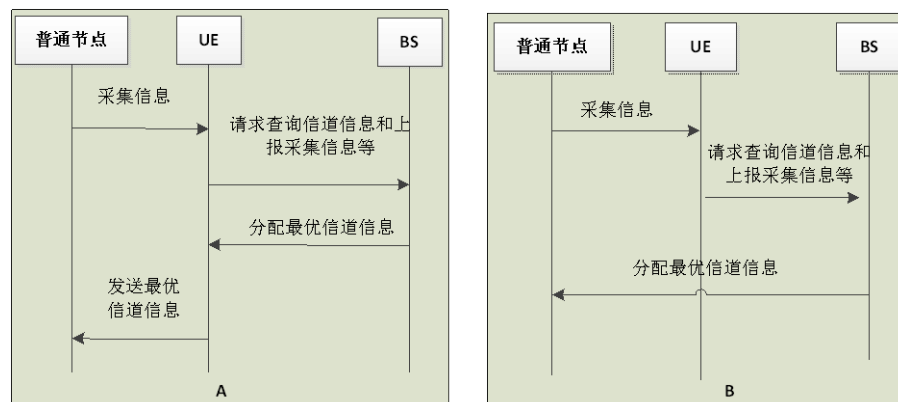 普通节点
UE
BS
采集信息
请求查询信道信息和上
报采集信息等
分配最优信道信息
发送最优
信道信息
A
普通节点
UE
BS
采集信息
请求查询信道信息和
上报采集信息等
分配最优信道信息
B